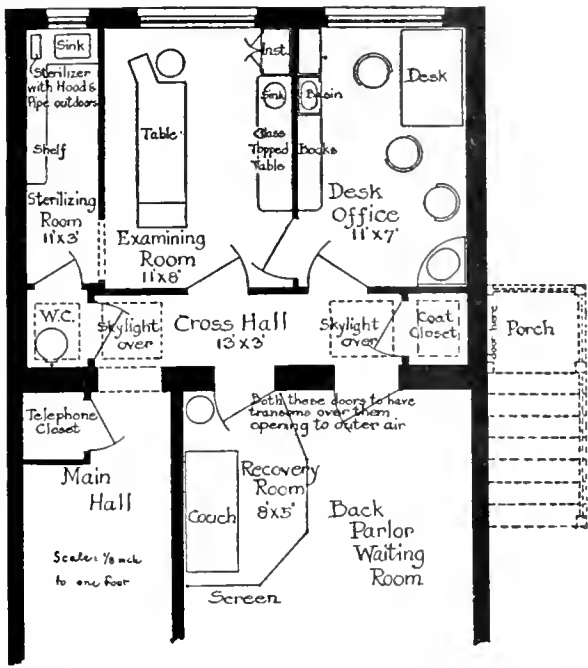 Sink
Sterilizer
with Hood &
Pipe outdoors
Shelf
Sterilizing
Room
11'x3'
Table
Examining
Room
11'x8'
Inst.
Sink
Glass
Topped
Table
Basin
Books
Desk
Desk
Office
11'x7'
W.C.
Skylight
over
Cross Hall
13'x3'
Skylight
over
Coat
Closet
door here
Porch
Telephone
Closet
Both these doors to have
transoms over them
opening to outer air
Main
Hall
Recovery
Room
8'x5'
Couch
Back
Parlor
Waiting
Room
Scale: 1/8 inch
to one foot
Screen